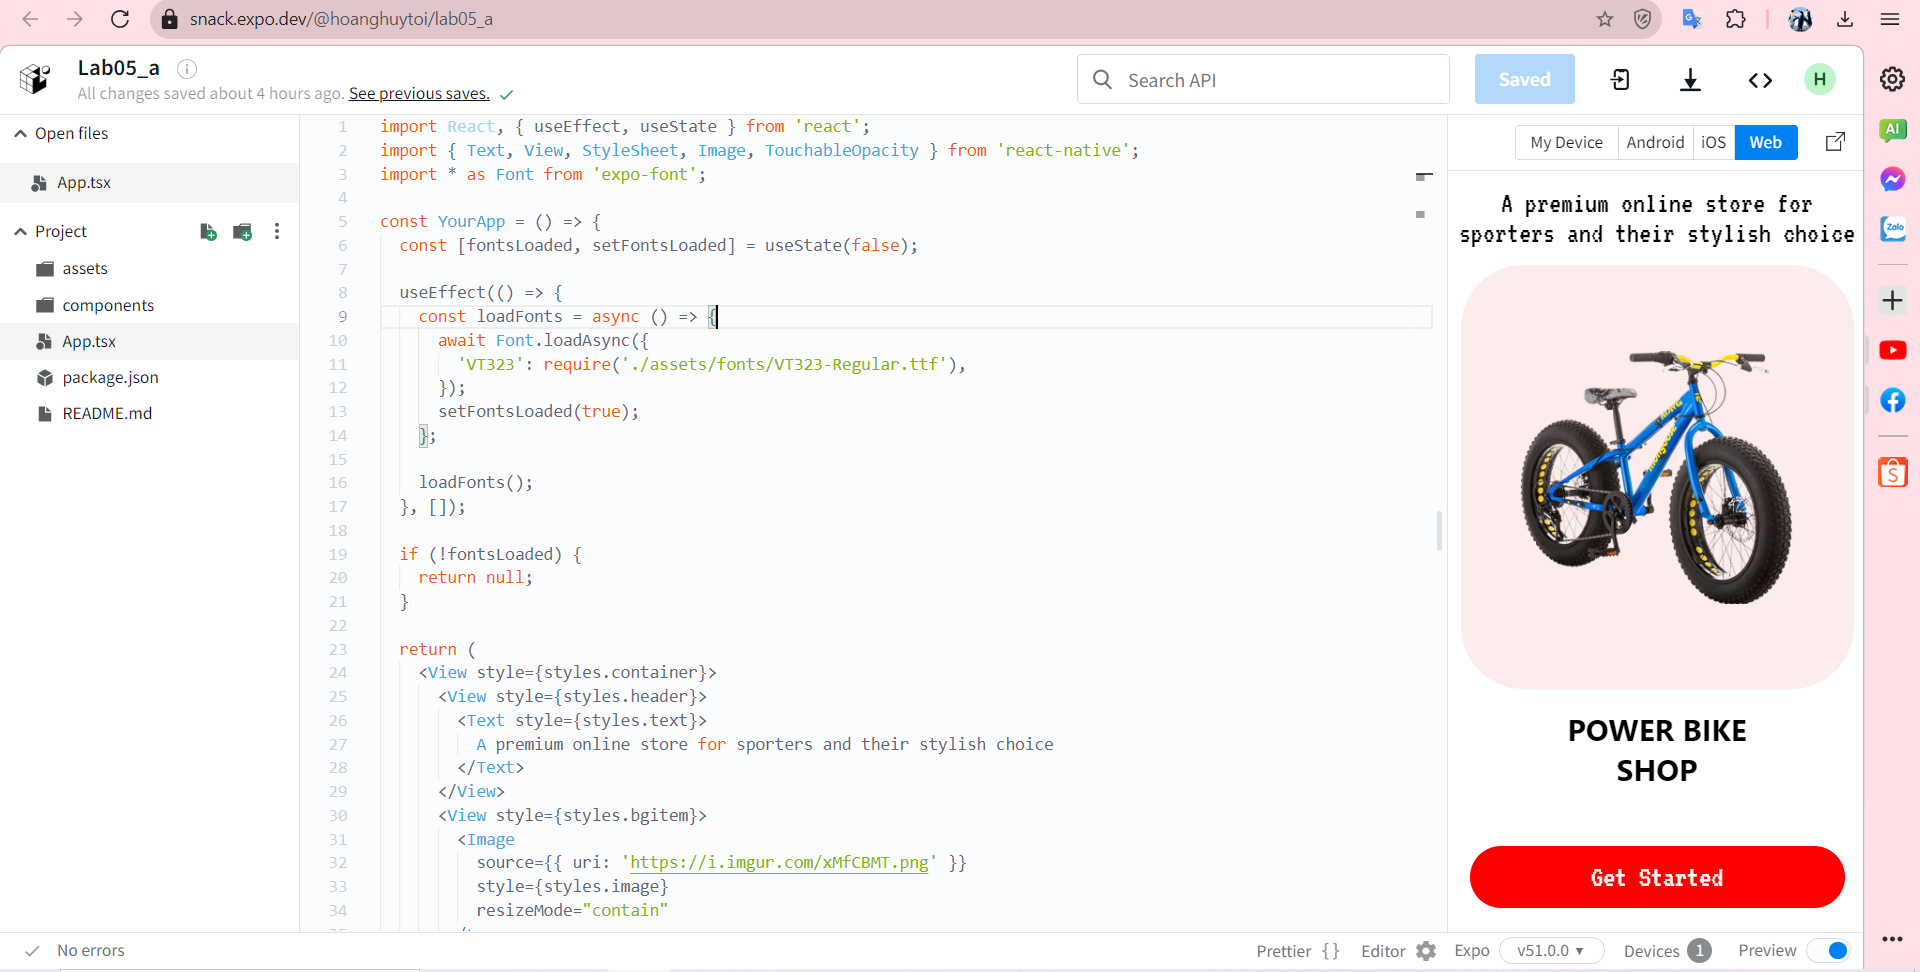 snack.expo.dev/@hoanghuytoi/lab05_a
Lab05_a
All changes saved about 4 hours ago. See previous saves.
Search API
Saved
H
Open files
App.tsx
Project
assets
components
App.tsx
package.json
README.md
1 import React, { useEffect, useState } from 'react';
2 import { Text, View, StyleSheet, Image, TouchableOpacity } from 'react-native';
3 import * as Font from 'expo-font';
4
5 const YourApp = () => {
6 const [fontsLoaded, setFontsLoaded] = useState(false);
7
8 useEffect(() => {
9 const loadFonts = async () => {
10 await Font.loadAsync({
11 'VT323': require('./assets/fonts/VT323-Regular.ttf'),
12 });
13 setFontsLoaded(true);
14 };
15
16 loadFonts();
17 }, []);
18
19 if (!fontsLoaded) {
20 return null;
21 }
22
23 return (
24 <View style={styles.container}>
25 <View style={styles.header}>
26 <Text style={styles.text}>
27 A premium online store for sporters and their stylish choice
28 </Text>
29 </View>
30 <View style={styles.bgitem}>
31 <Image
32 source={{ uri: 'https://i.imgur.com/xMfCBMT.png' }}
33 style={styles.image}
34 resizeMode="contain"
My Device Android iOS Web
A premium online store for
sporters and their stylish choice
POWER BIKE
SHOP
Get Started
AI
Zalo
No errors
Prettier {} Editor Expo v51.0.0 Devices 1 Preview